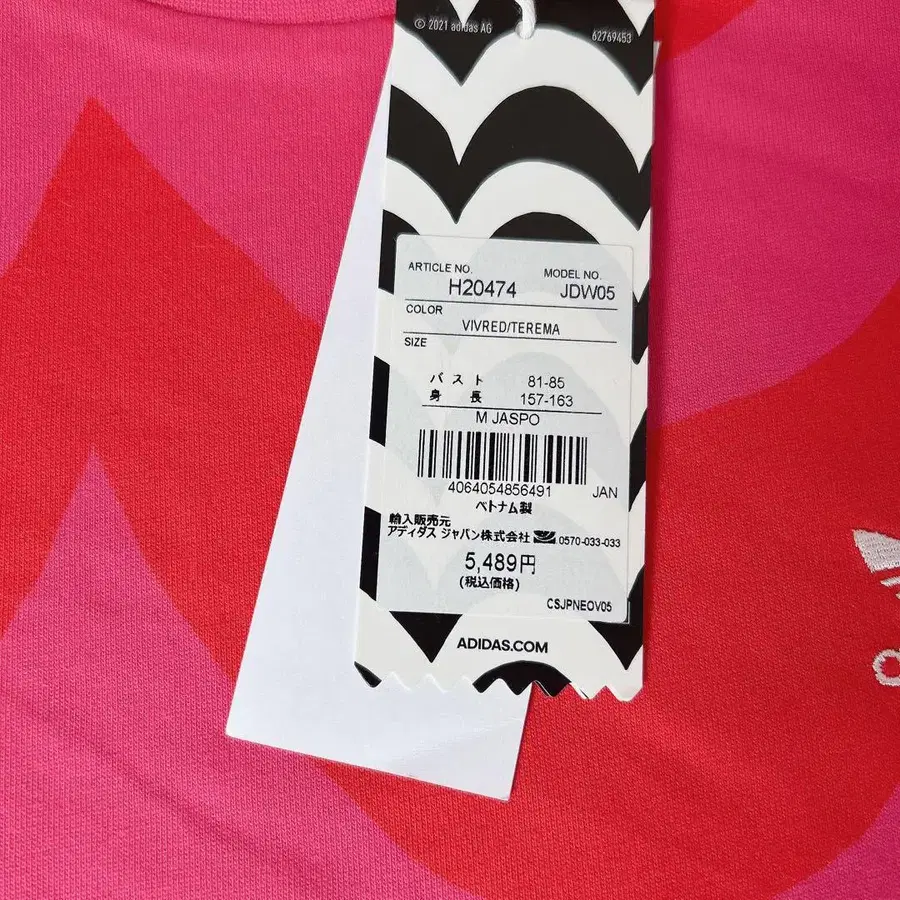 © 2021 adidas AG 62769453
ARTICLE NO. MODEL NO.
H20474 JDW05
COLOR
VIVRED/TEREMA
SIZE
バスト 81-85
身長 157-163
M JASPO
4064054856491 JAN
ベトナム製
輸入販売元
アディダス ジャパン株式会社 0570-033-033
5,489円
(税込価格)
CSJPNEOV05
ADIDAS.COM